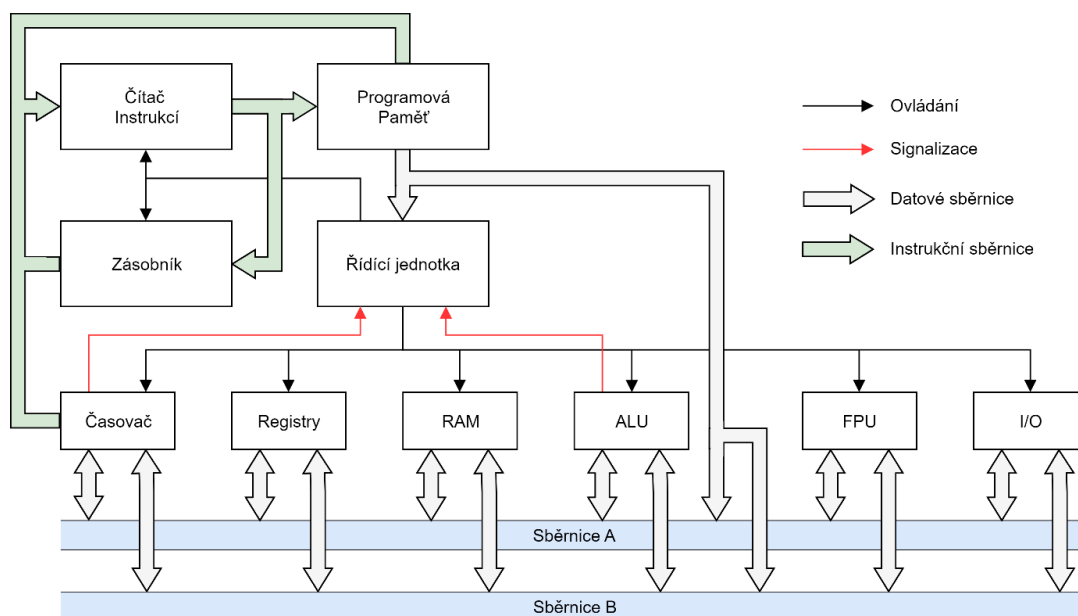 Čítač
Instrukcí
Programová
Paměť
Ovládání
Signalizace
Datové sběrnice
Instrukční sběrnice
Zásobník
Řídící jednotka
Časovač
Registry
RAM
ALU
FPU
I/O
Sběrnice A
Sběrnice B